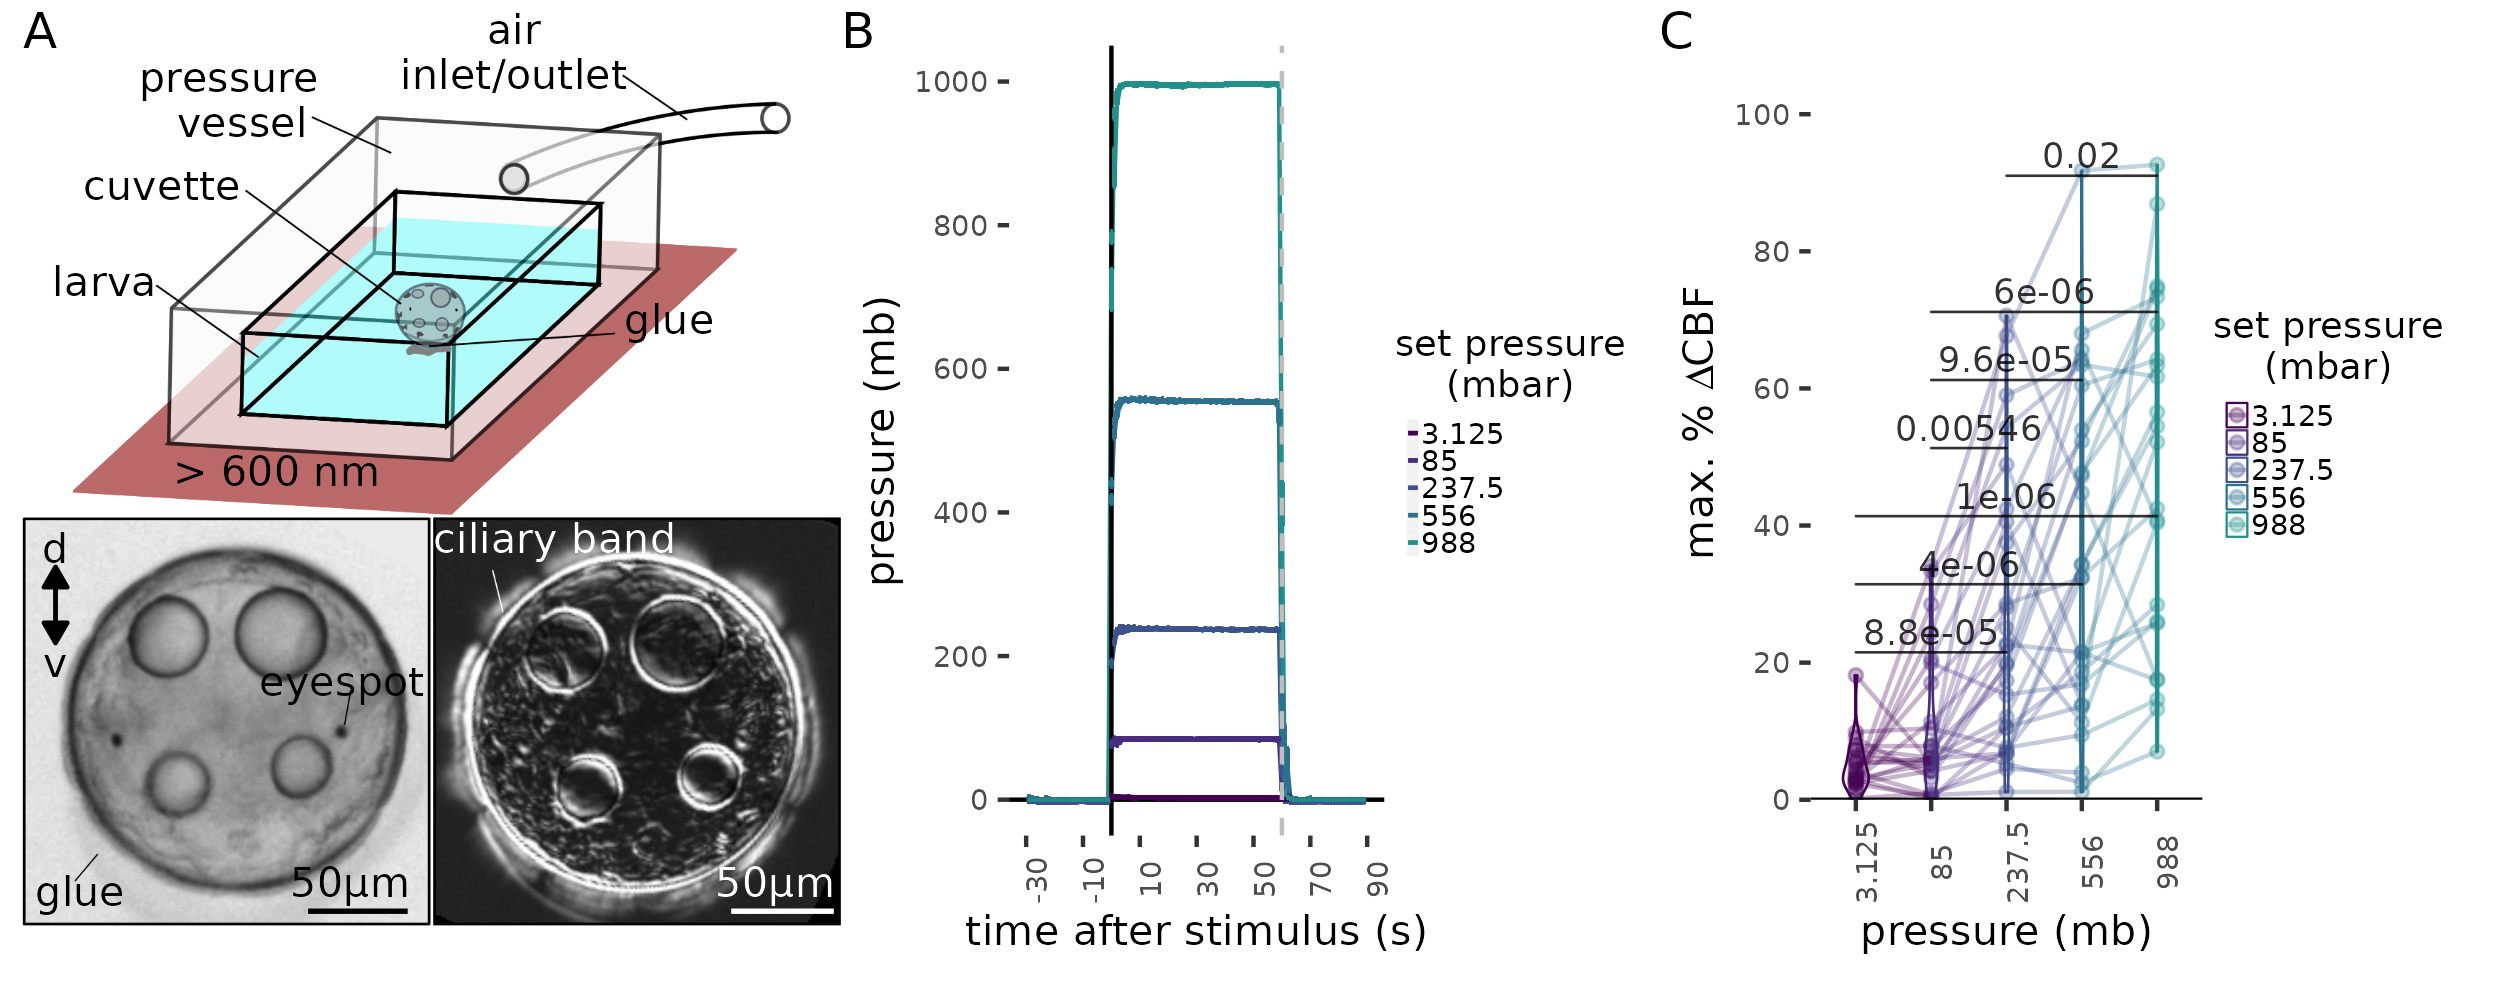 A
air
inlet/outlet
pressure
vessel
cuvette
larva
glue
> 600 nm
d
v
eyespot
glue
50µm
ciliary band
50µm
B
pressure (mb)
1000
800
600
400
200
0
-30
-10
10
30
50
70
90
time after stimulus (s)
set pressure
(mbar)
3.125
85
237.5
556
988
C
max. % ΔCBF
100
80
60
40
20
0
0.02
6e-06
9.6e-05
0.00546
1e-06
4e-06
8.8e-05
3.125
85
237.5
556
988
pressure (mb)
set pressure
(mbar)
3.125
85
237.5
556
988